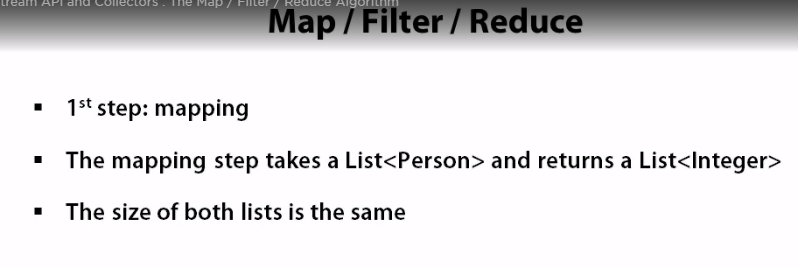 tream API and Collectors : The Map / Filter / Reduce Algorithm
Map / Filter / Reduce
▪ 1st step: mapping
▪ The mapping step takes a List<Person> and returns a List<Integer>
▪ The size of both lists is the same